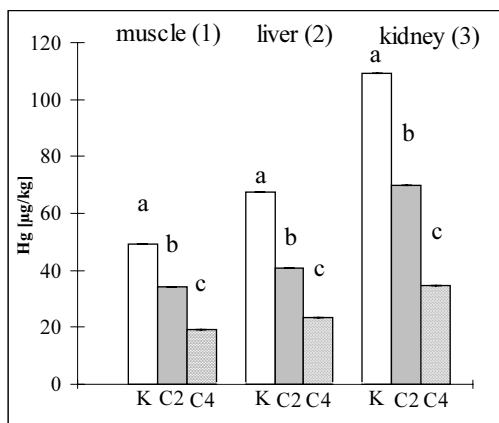 muscle (1) liver (2) kidney (3)
120
100
80
60
40
20
0
Hg [µg/kg]
a b c
a b c
a b c
K C2 C4 K C2 C4 K C2 C4